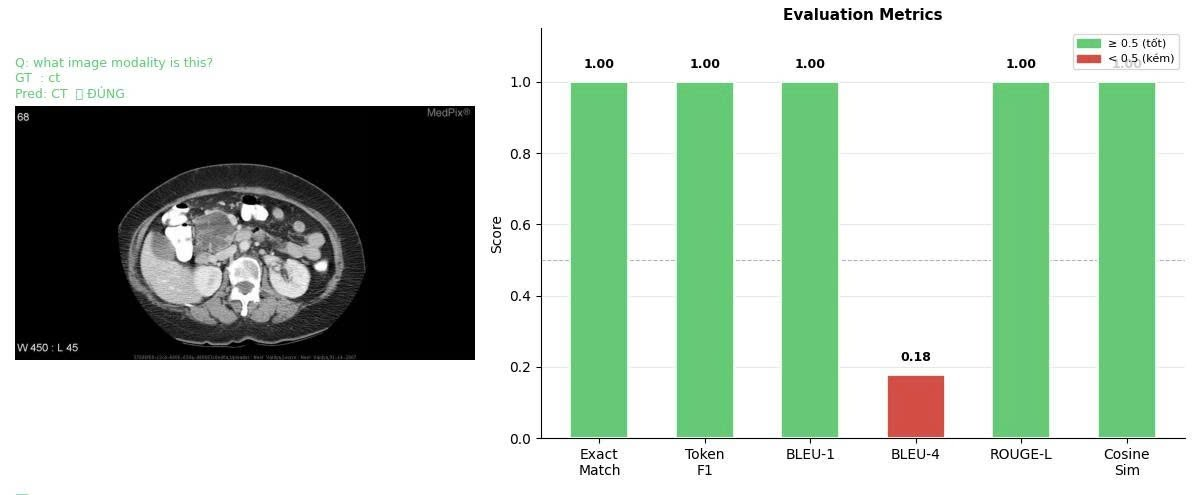 Q: what image modality is this?
GT  : ct
Pred: CT  ▯ ĐÚNG
68
MedPix®
W 450 : L 45
Evaluation Metrics
≥ 0.5 (tốt)
< 0.5 (kém)
1.00
1.00
1.00
0.18
1.00
1.00
Score
1.0
0.8
0.6
0.4
0.2
0.0
Exact
Match
Token
F1
BLEU-1
BLEU-4
ROUGE-L
Cosine
Sim